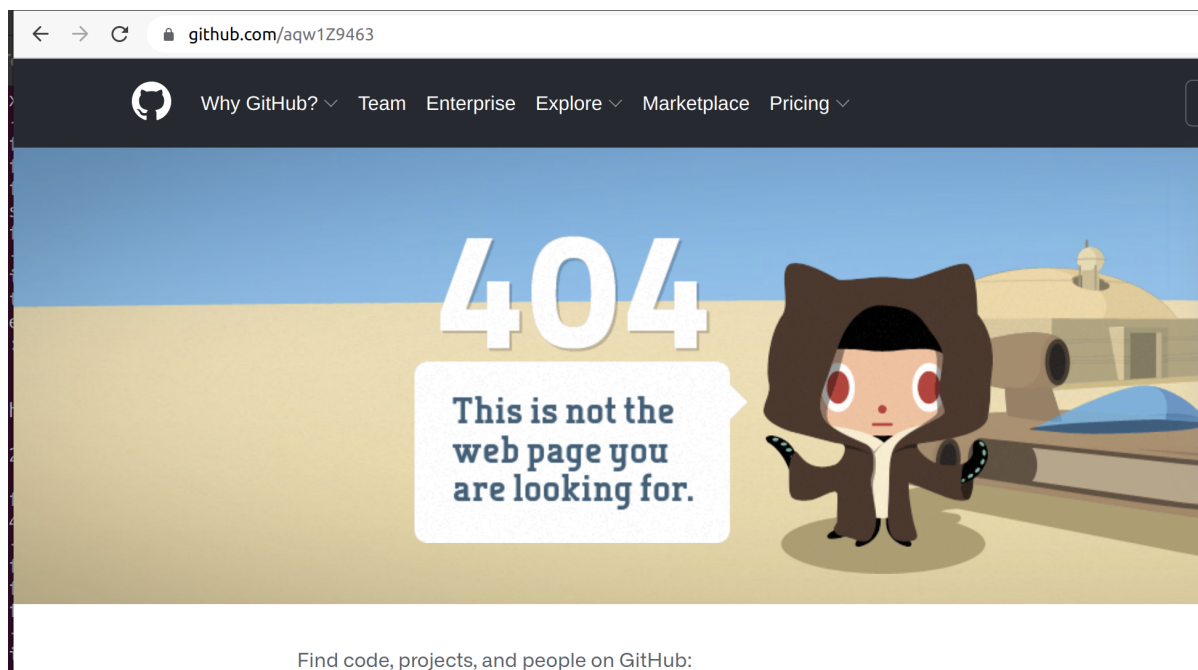 github.com/aqw1Z9463
Why GitHub? Team Enterprise Explore Marketplace Pricing
404
This is not the
web page you
are looking for.
Find code, projects, and people on GitHub: